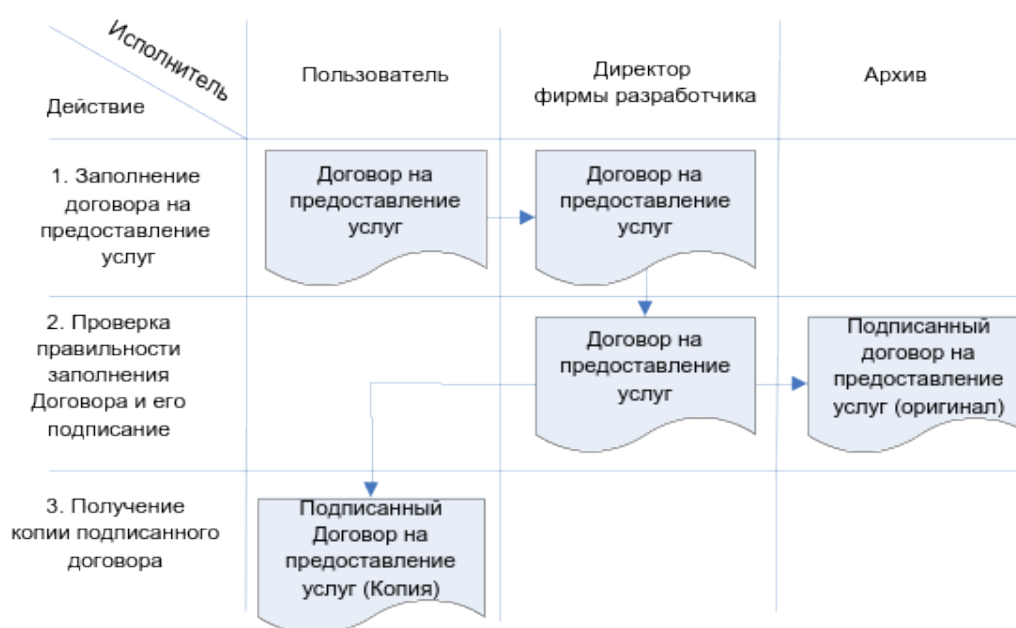 Исполнитель
Действие
Пользователь
Директор
фирмы разработчика
Архив
1. Заполнение
договора на
предоставление
услуг
Договор на
предоставление
услуг
Договор на
предоставление
услуг
2. Проверка
правильности
заполнения
Договора и его
подписание
Договор на
предоставление
услуг
Подписанный
договор на
предоставление
услуг (оригинал)
3. Получение
копии подписанного
договора
Подписанный
Договор на
предоставление
услуг (Копия)